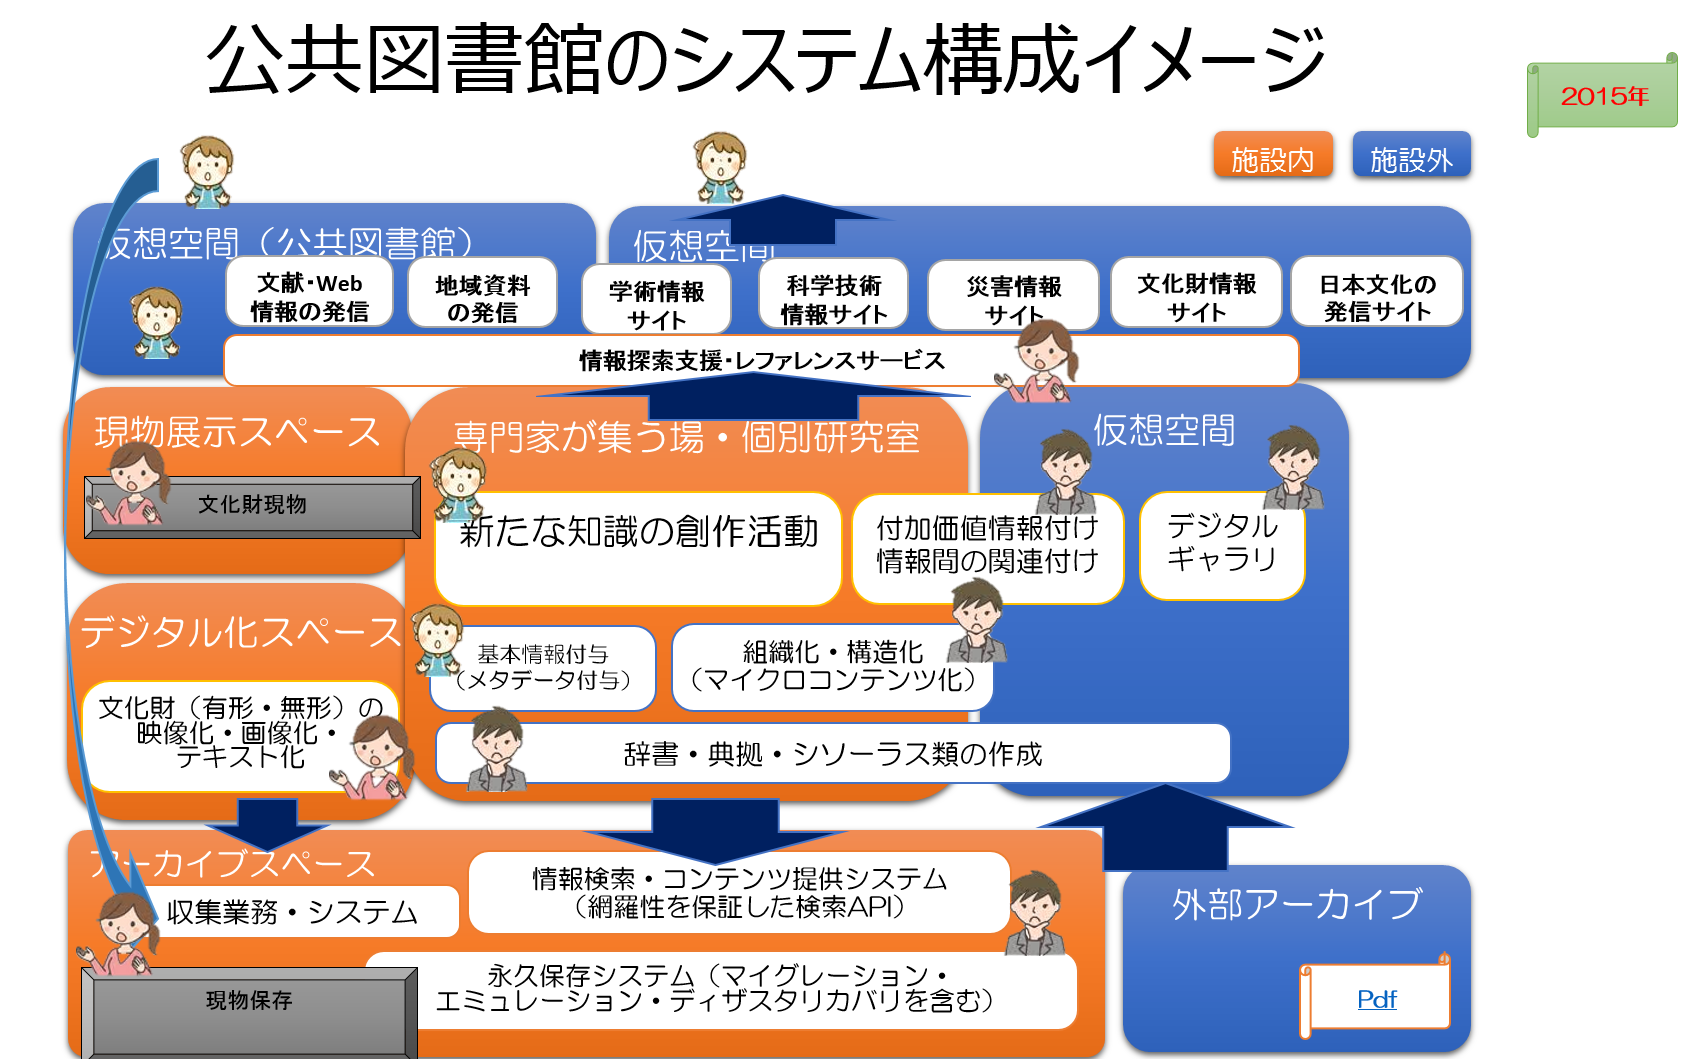 公共図書館のシステム構成イメージ
2015年
施設内
施設外
仮想空間（公共図書館）
仮想空間
文献・Web
情報の発信
地域資料
の発信
学術情報
サイト
科学技術
情報サイト
災害情報
サイト
文化財情報
サイト
日本文化の
発信サイト
情報探索支援・レファレンスサービス
現物展示スペース
文化財現物
専門家が集う場・個別研究室
仮想空間
新たな知識の創作活動
付加価値情報付け
情報間の関連付け
デジタル
ギャラリ
デジタル化スペース
文化財（有形・無形）の
映像化・画像化・
テキスト化
基本情報付与
（メタデータ付与）
組織化・構造化
（マイクロコンテンツ化）
辞書・典拠・シソーラス類の作成
アーカイブスペース
収集業務・システム
情報検索・コンテンツ提供システム
（網羅性を保証した検索API）
現物保存
永久保存システム（マイグレーション・
エミュレーション・ディザスタリカバリを含む）
外部アーカイブ
Pdf